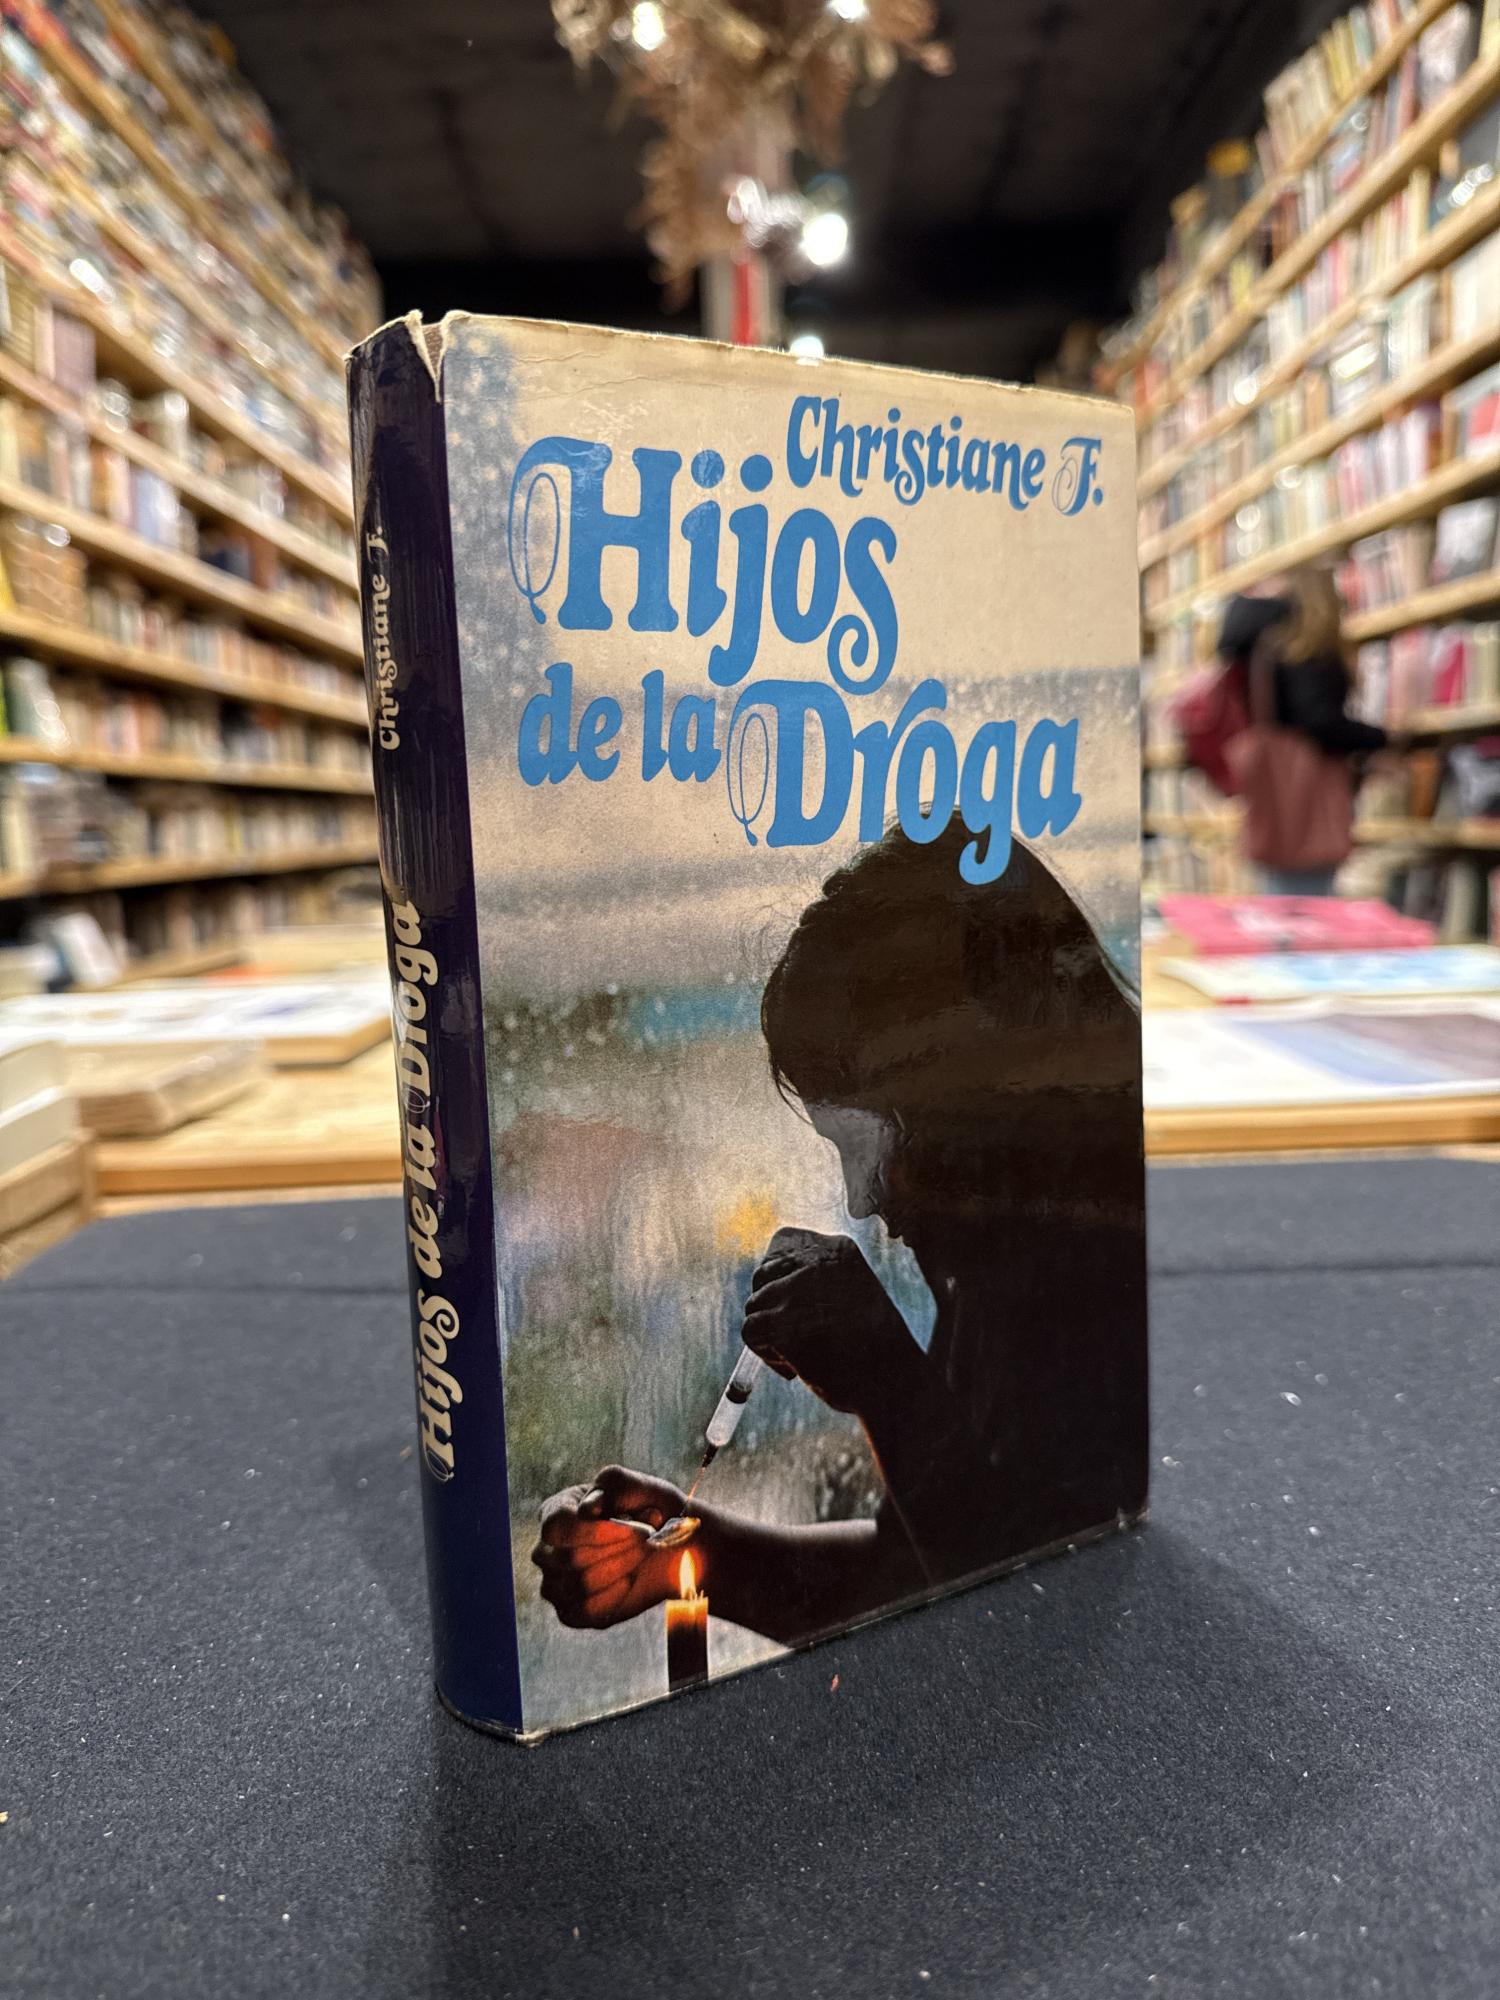 Christiane F.
Hijos
de la Droga
Hijos de la Droga Christiane F.